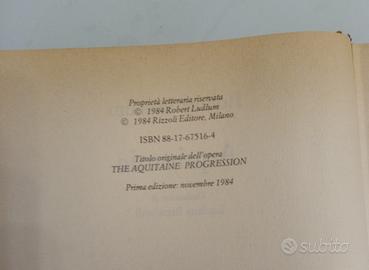 Proprietà letteraria riservata
© 1984 Robert Ludlum
© 1984 Rizzoli Editore, Milano
ISBN 88-17-67516-4
Titolo originale dell'opera
THE AQUITAINE PROGRESSION
Prima edizione: novembre 1984
subito